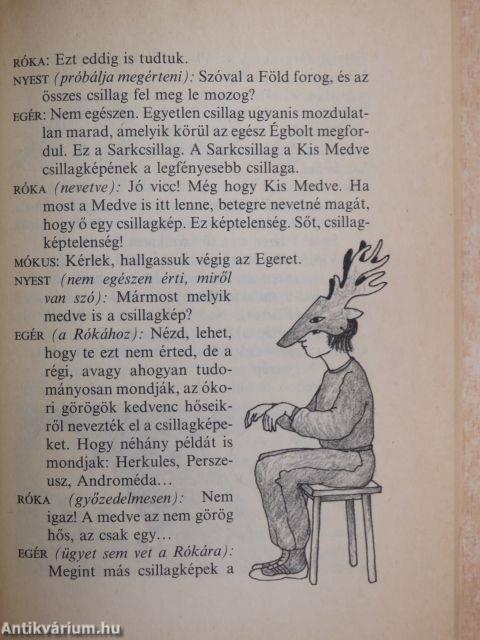 RÓKA: Ezt eddig is tudtuk.
NYEST (próbálja megérteni): Szóval a Föld forog, és az
összes csillag fel meg le mozog?
EGÉR: Nem egészen. Egyetlen csillag ugyanis mozdulat-
lan marad, amelyik körül az egész Égbolt megfor-
dul. Ez a Sarkcsillag. A Sarkcsillag a Kis Medve
csillagképének a legfényesebb csillaga.
RÓKA (nevetve): Jó vicc! Még hogy Kis Medve. Ha
most a Medve is itt lenne, betegre nevetné magát,
hogy ő egy csillagkép. Ez képtelenség. Sőt, csillag-
képtelenség!
MÓKUS: Kérlek, hallgassuk végig az Egeret.
NYEST (nem egészen érti, miről
van szó): Mármost melyik
medve is a csillagkép?
EGÉR (a Rókához): Nézd, lehet,
hogy te ezt nem érted, de a
régi, avagy ahogyan tudo-
mányosan mondják, az óko-
ri görögök kedvenc hőseik-
ről nevezték el a csillagképe-
ket. Hogy néhány példát is
mondjak: Herkules, Persze-
usz, Androméda...
RÓKA (győzedelmesen): Nem
igaz! A medve az nem görög
hős, az csak egy...
EGÉR (ügyet sem vet a Rókára):
Megint más csillagképek a
Antikvárium.hu